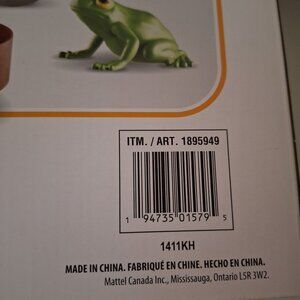 ITM. / ART. 1895949
1 94735 01579 5
1411KH
MADE IN CHINA. FABRIQUÉ EN CHINE. HECHO EN CHINA.
Mattel Canada Inc., Mississauga, Ontario L5R 3W2.